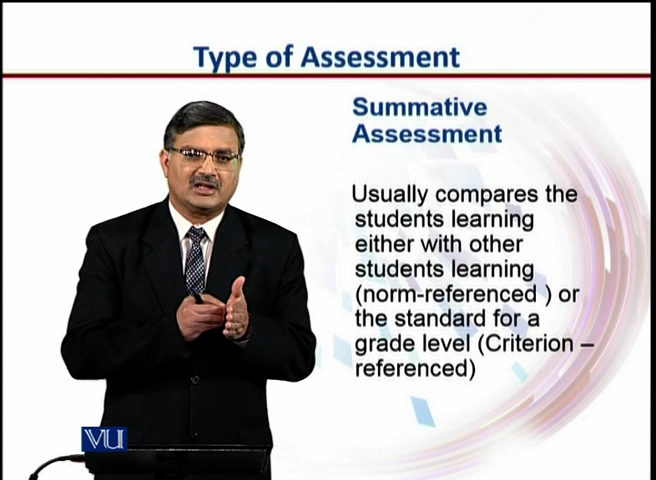 Type of Assessment
Summative
Assessment
Usually compares the
students learning
either with other
students learning
(norm-referenced ) or
the standard for a
grade level (Criterion –
referenced)
VU